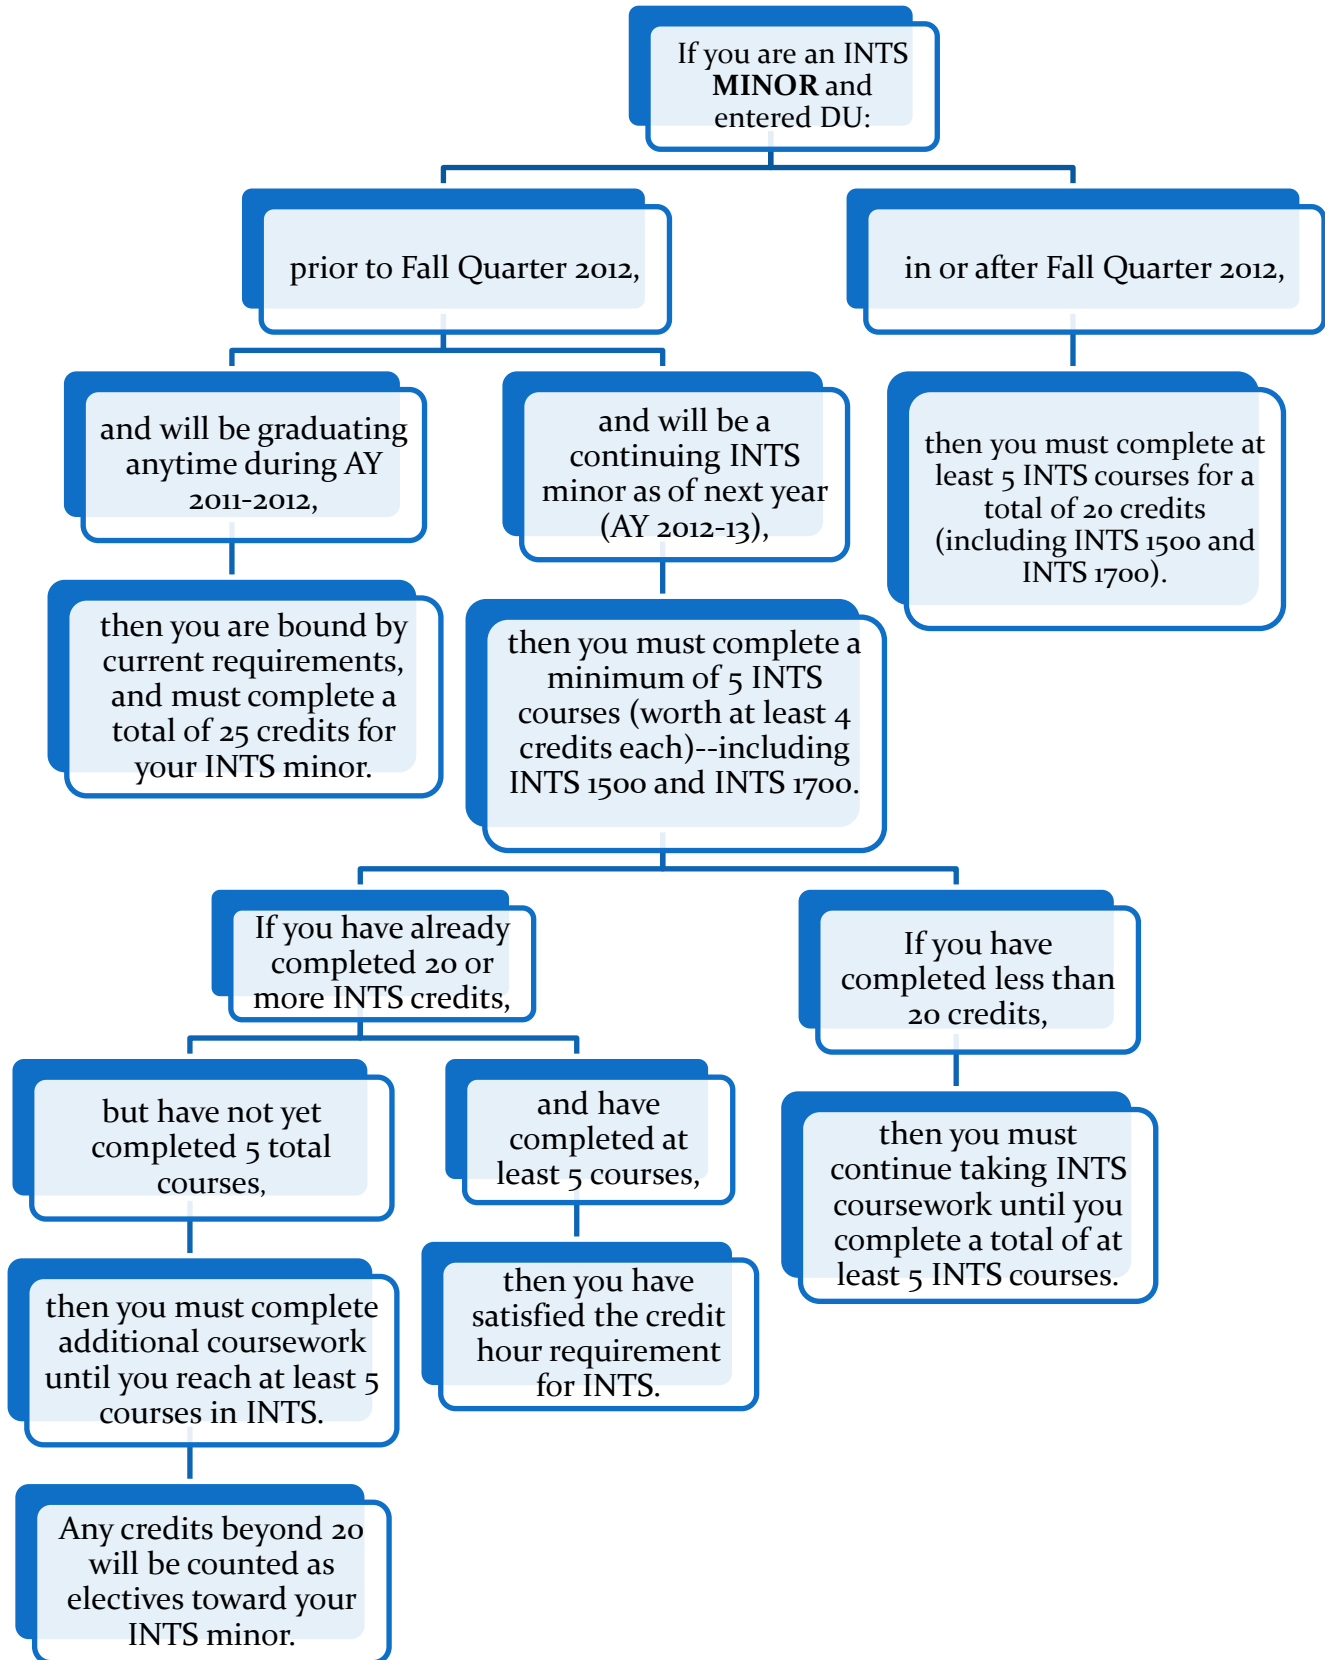 If you are an INTS
MINOR and
entered DU:
prior to Fall Quarter 2012,
in or after Fall Quarter 2012,
and will be graduating
anytime during AY
2011-2012,
and will be a
continuing INTS
minor as of next year
(AY 2012-13),
then you must complete at
least 5 INTS courses for a
total of 20 credits
(including INTS 1500 and
INTS 1700).
then you are bound by
current requirements,
and must complete a
total of 25 credits for
your INTS minor.
then you must complete a
minimum of 5 INTS
courses (worth at least 4
credits each)--including
INTS 1500 and INTS 1700.
If you have already
completed 20 or
more INTS credits,
If you have
completed less than
20 credits,
but have not yet
completed 5 total
courses,
and have
completed at
least 5 courses,
then you must
continue taking INTS
coursework until you
complete a total of at
least 5 INTS courses.
then you must complete
additional coursework
until you reach at least 5
courses in INTS.
then you have
satisfied the credit
hour requirement
for INTS.
Any credits beyond 20
will be counted as
electives toward your
INTS minor.